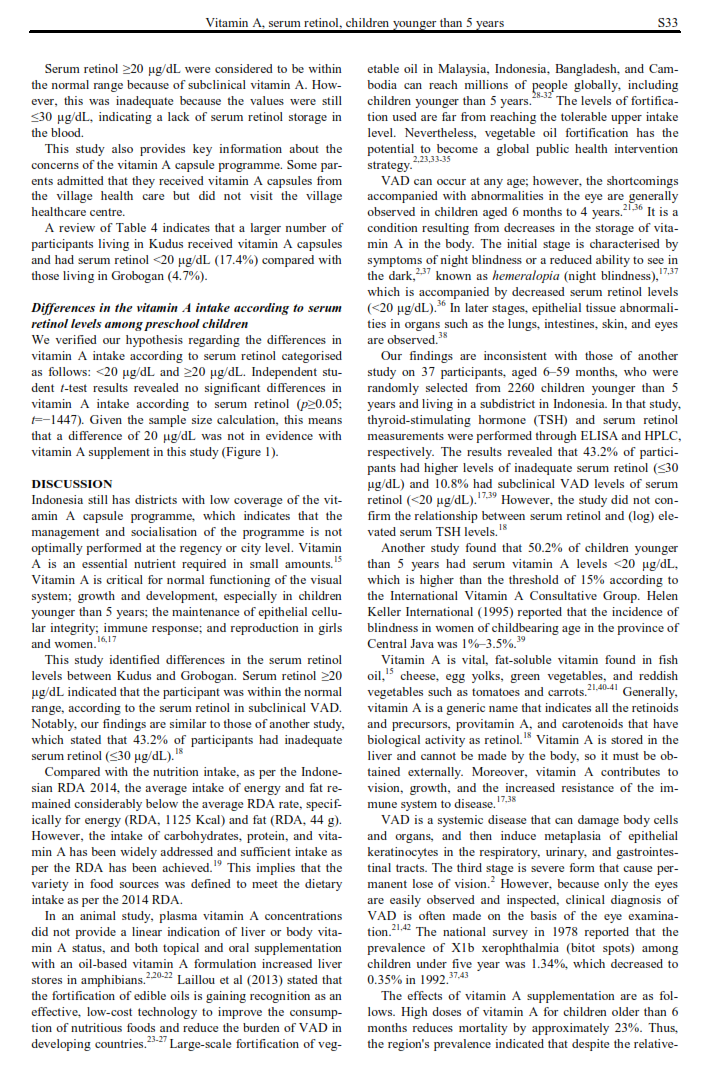 Vitamin A, serum retinol, children younger than 5 years S33
Serum retinol ≥20 μg/dL were considered to be within
the normal range because of subclinical vitamin A. How-
ever, this was inadequate because the values were still
≤30 μg/dL, indicating a lack of serum retinol storage in
the blood.
This study also provides key information about the
concerns of the vitamin A capsule programme. Some par-
ents admitted that they received vitamin A capsules from
the village health care but did not visit the village
healthcare centre.
A review of Table 4 indicates that a larger number of
participants living in Kudus received vitamin A capsules
and had serum retinol <20 μg/dL (17.4%) compared with
those living in Grobogan (4.7%).
Differences in the vitamin A intake according to serum
retinol levels among preschool children
We verified our hypothesis regarding the differences in
vitamin A intake according to serum retinol categorised
as follows: <20 μg/dL and ≥20 μg/dL. Independent stu-
dent t-test results revealed no significant differences in
vitamin A intake according to serum retinol (p≥0.05;
t=−1447). Given the sample size calculation, this means
that a difference of 20 μg/dL was not in evidence with
vitamin A supplement in this study (Figure 1).
DISCUSSION
Indonesia still has districts with low coverage of the vit-
amin A capsule programme, which indicates that the
management and socialisation of the programme is not
optimally performed at the regency or city level. Vitamin
A is an essential nutrient required in small amounts.15
Vitamin A is critical for normal functioning of the visual
system; growth and development, especially in children
younger than 5 years; the maintenance of epithelial cellu-
lar integrity; immune response; and reproduction in girls
and women.16,17
This study identified differences in the serum retinol
levels between Kudus and Grobogan. Serum retinol ≥20
μg/dL indicated that the participant was within the normal
range, according to the serum retinol in subclinical VAD.
Notably, our findings are similar to those of another study,
which stated that 43.2% of participants had inadequate
serum retinol (≤30 μg/dL).18
Compared with the nutrition intake, as per the Indone-
sian RDA 2014, the average intake of energy and fat re-
mained considerably below the average RDA rate, specif-
ically for energy (RDA, 1125 Kcal) and fat (RDA, 44 g).
However, the intake of carbohydrates, protein, and vita-
min A has been widely addressed and sufficient intake as
per the RDA has been achieved.19 This implies that the
variety in food sources was defined to meet the dietary
intake as per the 2014 RDA.
In an animal study, plasma vitamin A concentrations
did not provide a linear indication of liver or body vita-
min A status, and both topical and oral supplementation
with an oil-based vitamin A formulation increased liver
stores in amphibians.2,20-22 Laillou et al (2013) stated that
the fortification of edible oils is gaining recognition as an
effective, low-cost technology to improve the consump-
tion of nutritious foods and reduce the burden of VAD in
developing countries.23-27 Large-scale fortification of veg-
etable oil in Malaysia, Indonesia, Bangladesh, and Cam-
bodia can reach millions of people globally, including
children younger than 5 years.28-32 The levels of fortifica-
tion used are far from reaching the tolerable upper intake
level. Nevertheless, vegetable oil fortification has the
potential to become a global public health intervention
strategy.2,23,33-35
VAD can occur at any age; however, the shortcomings
accompanied with abnormalities in the eye are generally
observed in children aged 6 months to 4 years.21,36 It is a
condition resulting from decreases in the storage of vita-
min A in the body. The initial stage is characterised by
symptoms of night blindness or a reduced ability to see in
the dark,2,37 known as hemeralopia (night blindness),17,37
which is accompanied by decreased serum retinol levels
(<20 μg/dL).36 In later stages, epithelial tissue abnormali-
ties in organs such as the lungs, intestines, skin, and eyes
are observed.38
Our findings are inconsistent with those of another
study on 37 participants, aged 6–59 months, who were
randomly selected from 2260 children younger than 5
years and living in a subdistrict in Indonesia. In that study,
thyroid-stimulating hormone (TSH) and serum retinol
measurements were performed through ELISA and HPLC,
respectively. The results revealed that 43.2% of partici-
pants had higher levels of inadequate serum retinol (≤30
μg/dL) and 10.8% had subclinical VAD levels of serum
retinol (<20 μg/dL).17,39 However, the study did not con-
firm the relationship between serum retinol and (log) ele-
vated serum TSH levels.18
Another study found that 50.2% of children younger
than 5 years had serum vitamin A levels <20 μg/dL,
which is higher than the threshold of 15% according to
the International Vitamin A Consultative Group. Helen
Keller International (1995) reported that the incidence of
blindness in women of childbearing age in the province of
Central Java was 1%–3.5%.39
Vitamin A is vital, fat-soluble vitamin found in fish
oil,15 cheese, egg yolks, green vegetables, and reddish
vegetables such as tomatoes and carrots.21,40-41 Generally,
vitamin A is a generic name that indicates all the retinoids
and precursors, provitamin A, and carotenoids that have
biological activity as retinol.18 Vitamin A is stored in the
liver and cannot be made by the body, so it must be ob-
tained externally. Moreover, vitamin A contributes to
vision, growth, and the increased resistance of the im-
mune system to disease.17,38
VAD is a systemic disease that can damage body cells
and organs, and then induce metaplasia of epithelial
keratinocytes in the respiratory, urinary, and gastrointes-
tinal tracts. The third stage is severe form that cause per-
manent lose of vision.2 However, because only the eyes
are easily observed and inspected, clinical diagnosis of
VAD is often made on the basis of the eye examina-
tion.21,42 The national survey in 1978 reported that the
prevalence of X1b xerophthalmia (bitot spots) among
children under five year was 1.34%, which decreased to
0.35% in 1992.37,43
The effects of vitamin A supplementation are as fol-
lows. High doses of vitamin A for children older than 6
months reduces mortality by approximately 23%. Thus,
the region's prevalence indicated that despite the relative-